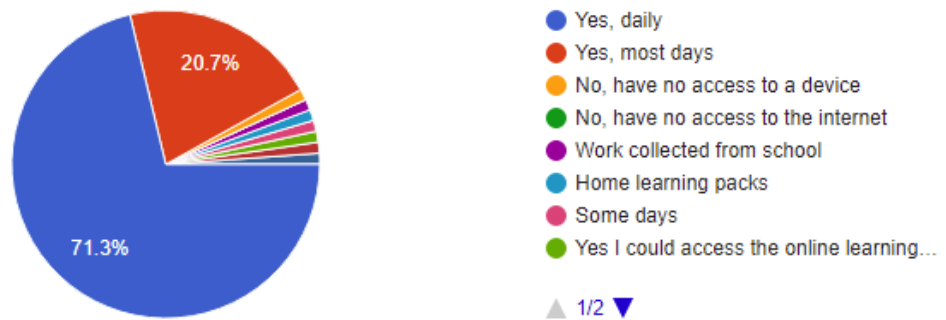 20.7%
71.3%
Yes, daily
Yes, most days
No, have no access to a device
No, have no access to the internet
Work collected from school
Home learning packs
Some days
Yes I could access the online learning...
1/2